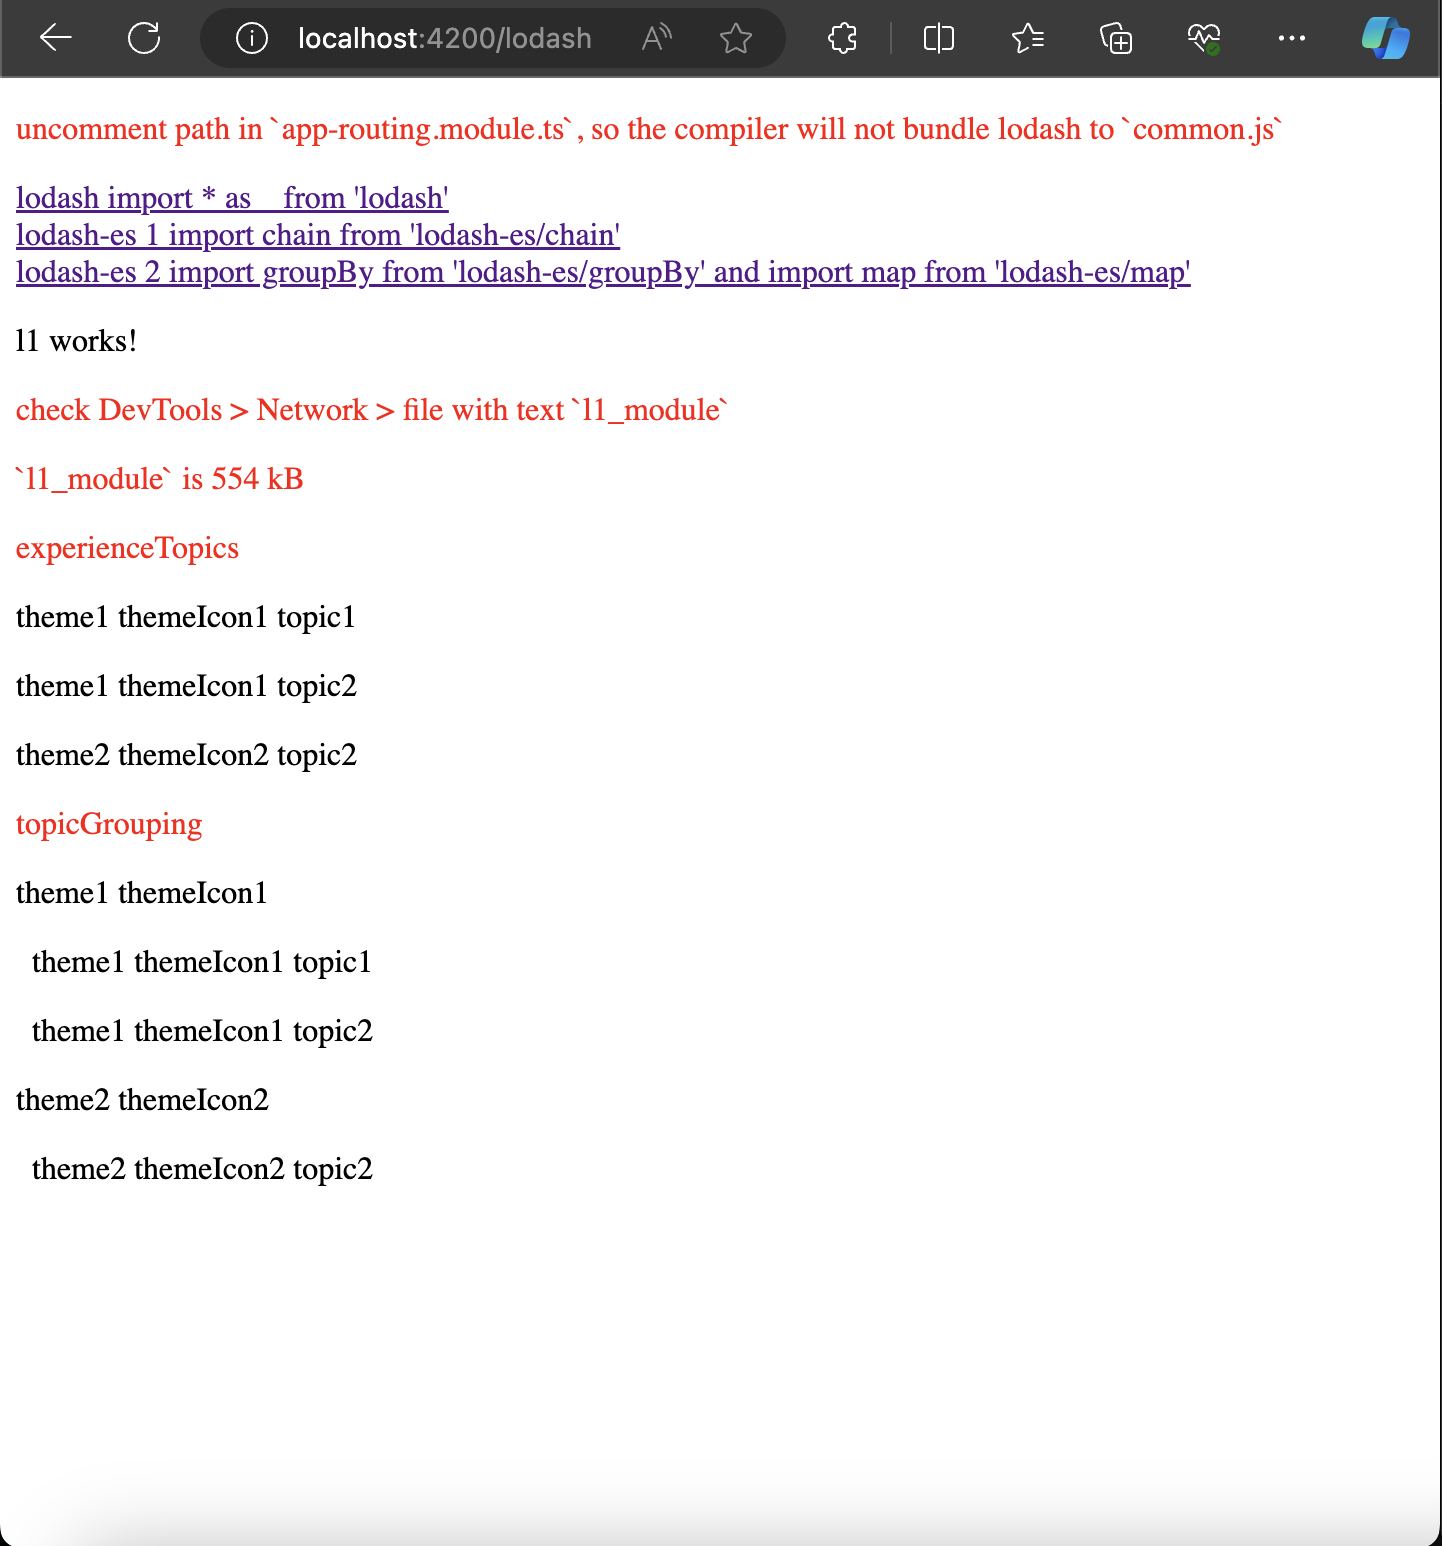 localhost:4200/lodash
uncomment path in `app-routing.module.ts`, so the compiler will not bundle lodash to `common.js`
lodash import * as _ from 'lodash'
lodash-es 1 import chain from 'lodash-es/chain'
lodash-es 2 import groupBy from 'lodash-es/groupBy' and import map from 'lodash-es/map'
l1 works!
check DevTools > Network > file with text `l1_module`
`l1_module` is 554 kB
experienceTopics
theme1 themeIcon1 topic1
theme1 themeIcon1 topic2
theme2 themeIcon2 topic2
topicGrouping
theme1 themeIcon1
theme1 themeIcon1 topic1
theme1 themeIcon1 topic2
theme2 themeIcon2
theme2 themeIcon2 topic2